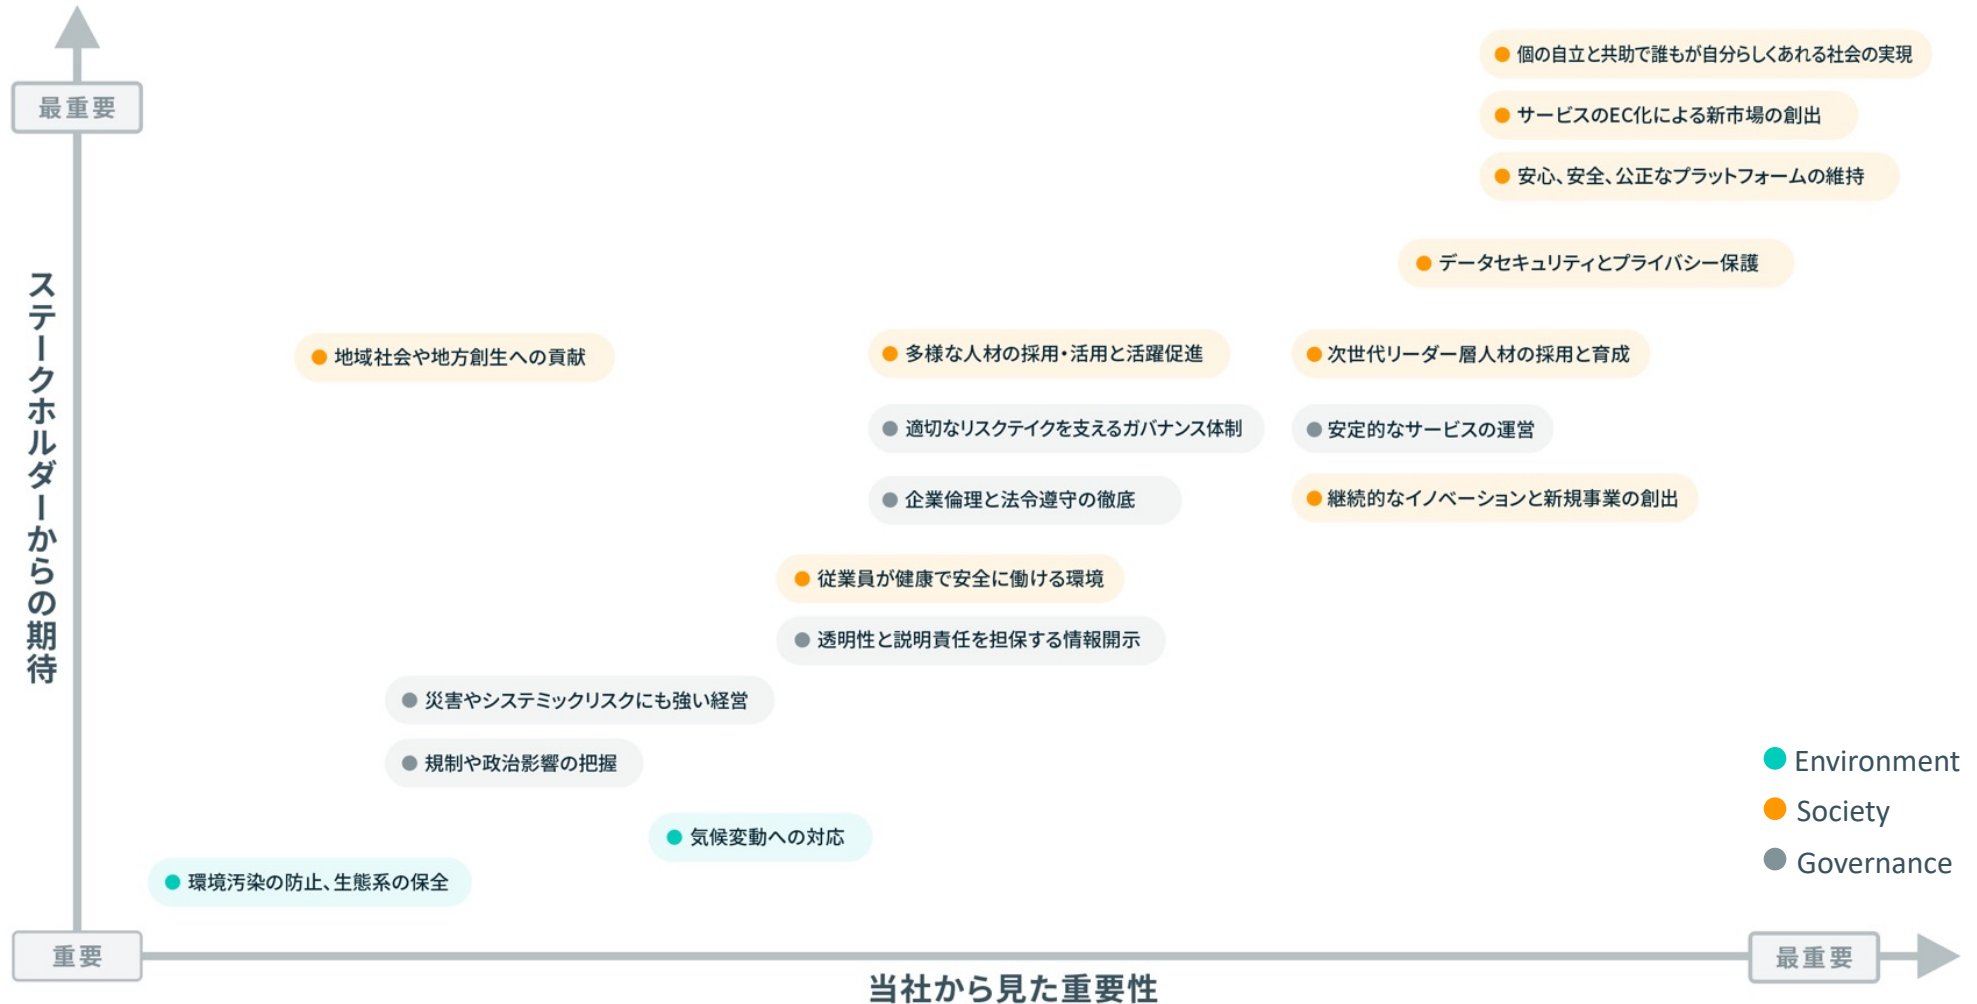 最重要
個の自立と共助で誰もが自分らしくあれる社会の実現
サービスのEC化による新市場の創出
安心、安全、公正なプラットフォームの維持
データセキュリティとプライバシー保護
ステークホルダーからの期待
地域社会や地方創生への貢献
多様な人材の採用・活用と活躍促進
次世代リーダー層人材の採用と育成
適切なリスクテイクを支えるガバナンス体制
安定的なサービスの運営
企業倫理と法令遵守の徹底
継続的なイノベーションと新規事業の創出
従業員が健康で安全に働ける環境
透明性と説明責任を担保する情報開示
災害やシステミックリスクにも強い経営
規制や政治影響の把握
気候変動への対応
環境汚染の防止、生態系の保全
Environment
Society
Governance
重要
最重要
当社から見た重要性